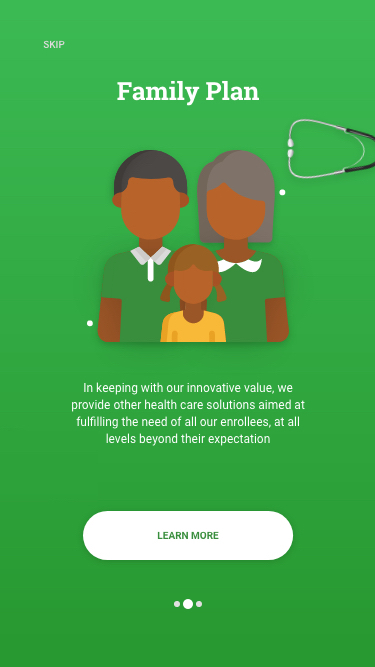 SKIP
Family Plan
In keeping with our innovative value, we
provide other health care solutions aimed at
fulfilling the need of all our enrollees, at all
levels beyond their expectation
LEARN MORE